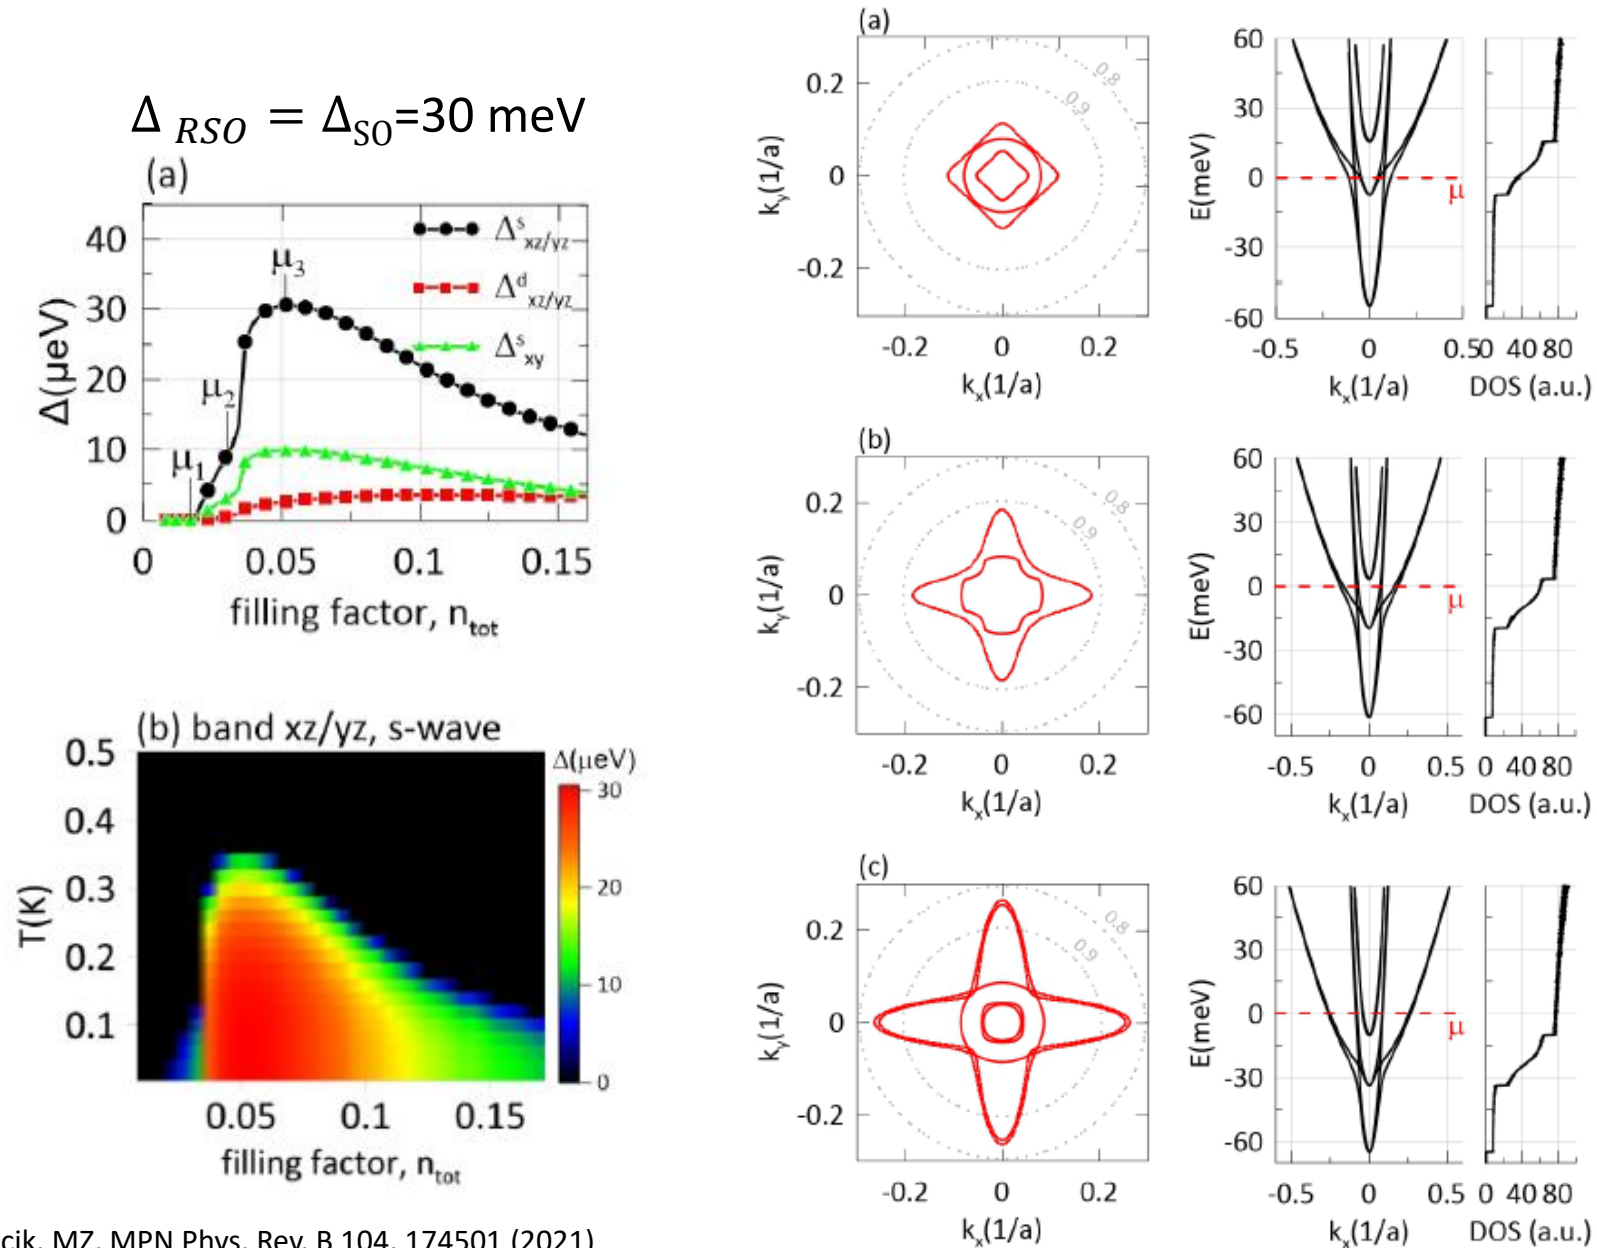 Δ RSO = ΔSO=30 meV
(a)
Δ(μeV)
40
30
20
10
0
μ1
μ2
μ3
Δsxz/yz
Δdxz/yz
Δsxy
0 0.05 0.1 0.15
filling factor, ntot
(b) band xz/yz, s-wave
T(K)
0.5
0.4
0.3
0.2
0.1
Δ(μeV)
30
20
10
0
0.05 0.1 0.15
filling factor, ntot
cik, MZ, MPN Phys. Rev. B 104, 174501 (2021)
(a)
ky(1/a)
0.2
0
-0.2
0.8
0.9
-0.2 0 0.2
kx(1/a)
E(meV)
60
30
0
-30
-60
μ
-0.5 0 0.5
kx(1/a)
0 40 80
DOS (a.u.)
(b)
ky(1/a)
0.2
0
-0.2
0.8
0.9
-0.2 0 0.2
kx(1/a)
E(meV)
60
30
0
-30
-60
μ
-0.5 0 0.5
kx(1/a)
0 40 80
DOS (a.u.)
(c)
ky(1/a)
0.2
0
-0.2
0.8
0.9
-0.2 0 0.2
kx(1/a)
E(meV)
60
30
0
-30
-60
μ
-0.5 0 0.5
kx(1/a)
0 40 80
DOS (a.u.)